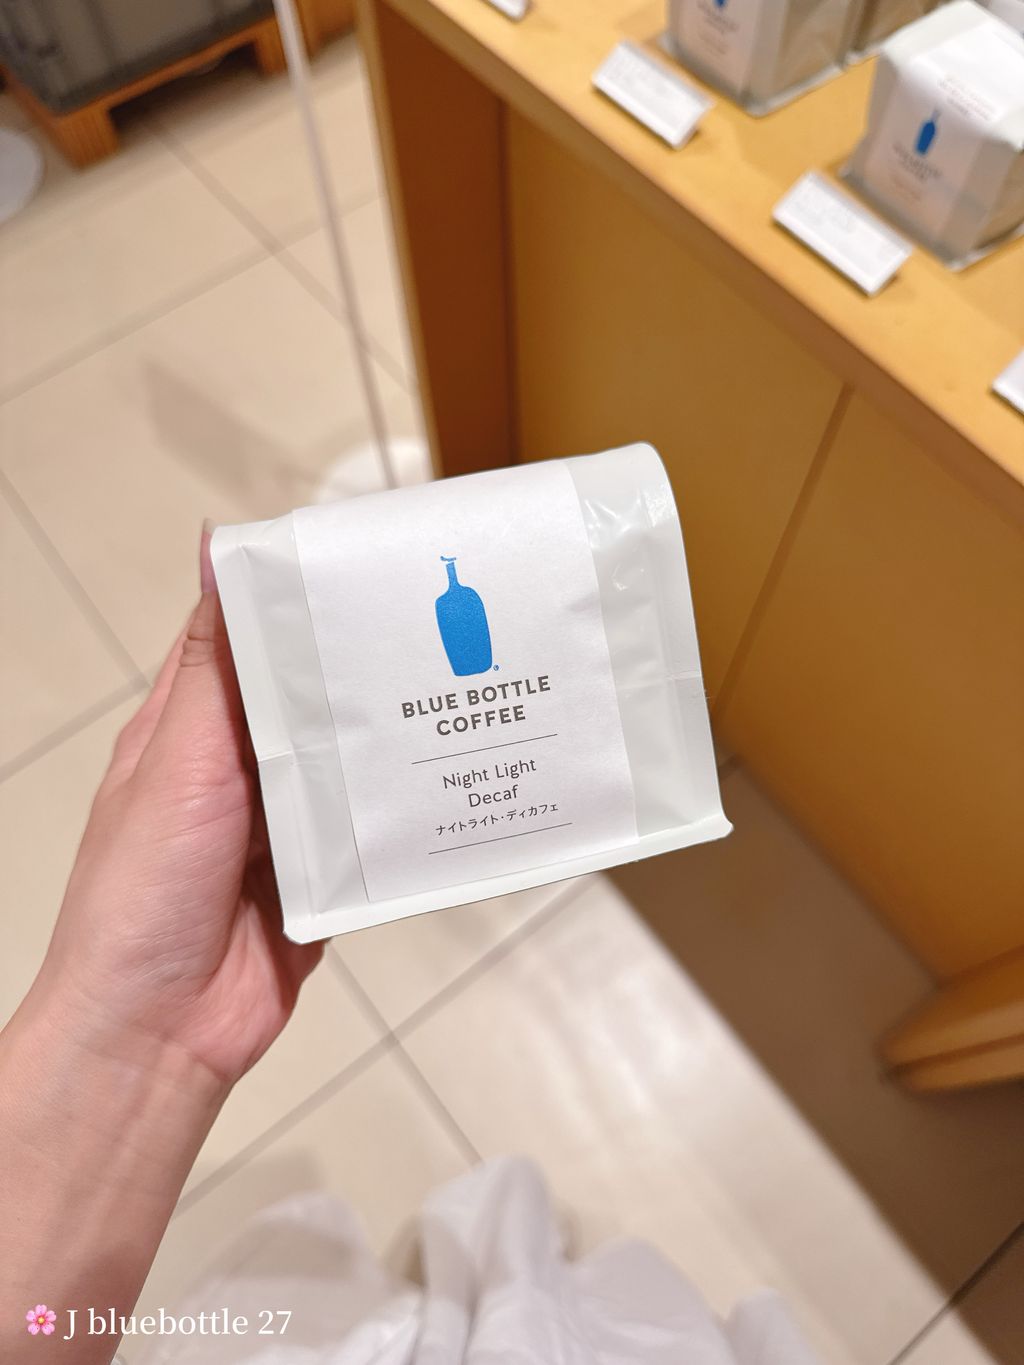 BLUE BOTTLE
COFFEE
Night Light
Decaf
ナイトライト・ディカフェ
🌸 J bluebottle 27